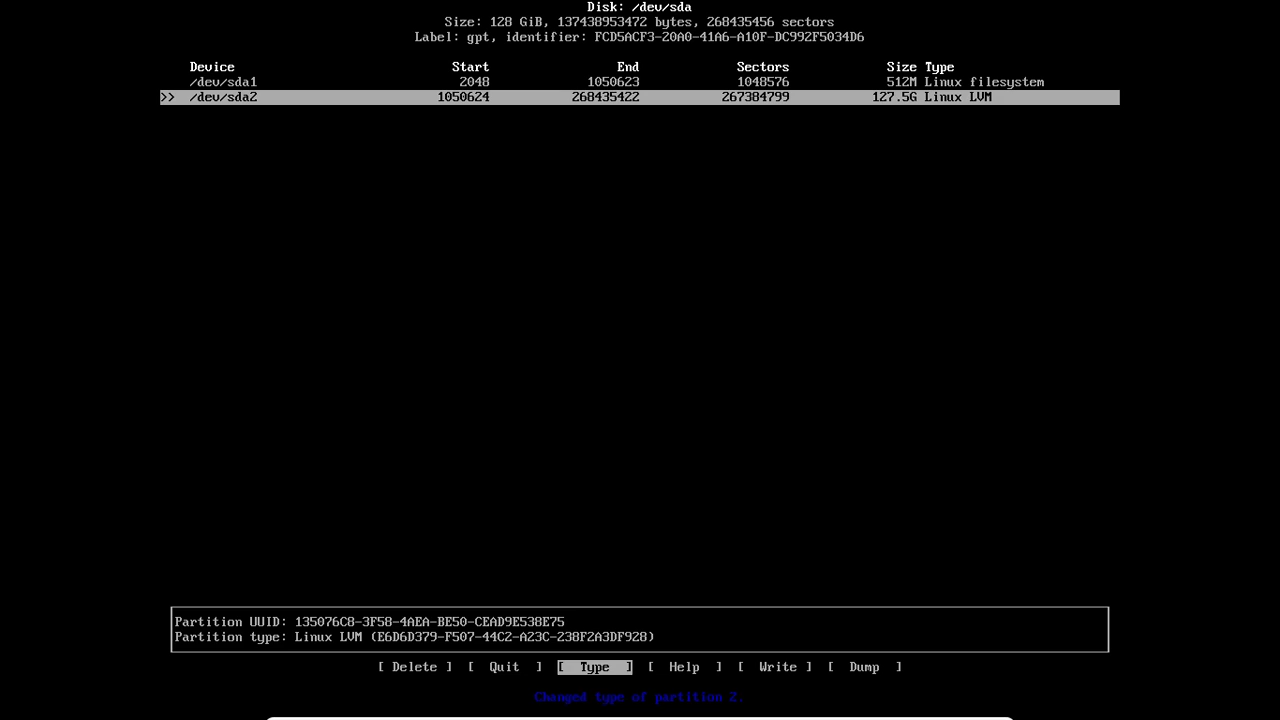 Disk: /dev/sda
Size: 128 GiB, 137438953472 bytes, 268435456 sectors
Label: gpt, identifier: FCD5ACF3-20A0-41A6-A10F-DC992F5034D6
Device Start End Sectors Size Type
/dev/sda1 2048 1050623 1048576 512M Linux filesystem
>> /dev/sda2 1050624 268435422 267384799 127.5G Linux LVM
Partition UUID: 135076C8-3F58-4AEA-BE50-CEAD9E538E75
Partition type: Linux LVM (E6D6D379-F507-44C2-A23C-238F2A3DF928)
[ Delete ] [ Quit ] [ Type ] [ Help ] [ Write ] [ Dump ]
Changed type of partition 2.